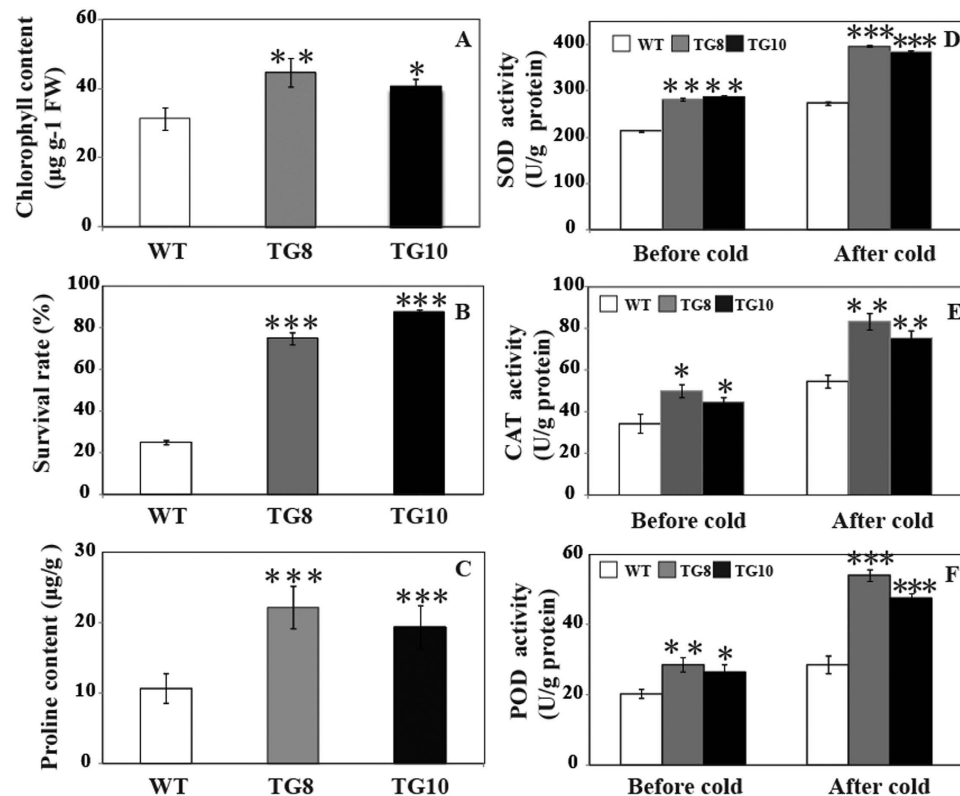 Chlorophyll content
(µg g-1 FW)
60
40
20
0
A
* *
*
WT
TG8
TG10
Survival rate (%)
100
80
60
40
20
0
B
***
***
WT
TG8
TG10
Proline content (µg/g)
30
20
10
0
C
***
***
WT
TG8
TG10
SOD activity
(U/g protein)
400
300
200
100
0
WT TG8 TG10
D
* *
* *
***
***
Before cold
After cold
CAT activity
(U/g protein)
100
80
60
40
20
0
WT TG8 TG10
E
*
*
* *
**
Before cold
After cold
POD activity
(U/g protein)
60
40
20
0
WT TG8 TG10
F
* *
*
***
***
Before cold
After cold